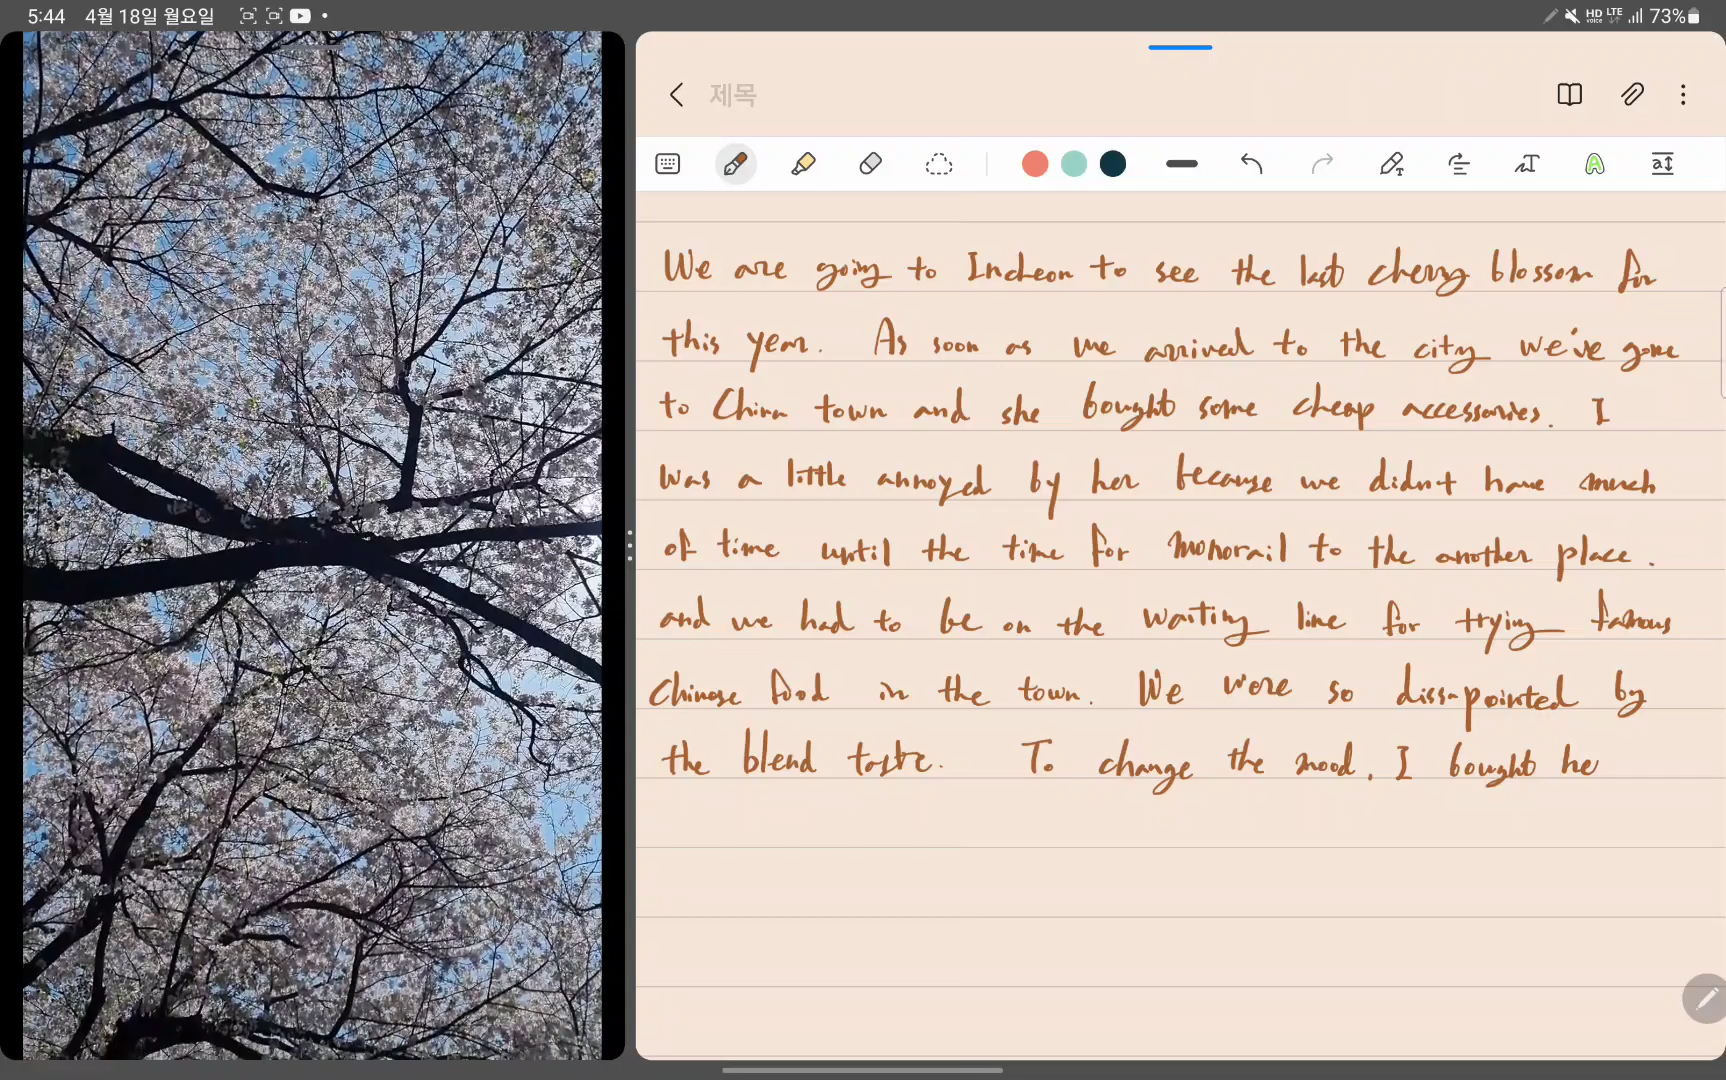 5:44 4월 18일 월요일 HD voice LTE 73%
제목
We are going to Incheon to see the last cherry blossom for
this year. As soon as we arrived to the city we've gone
to China town and she bought some cheap accessories. I
was a little annoyed by her because we didn't have much
of time until the time for monorail to the another place.
and we had to be on the waiting line for trying famous
Chinese food in the town. We were so dissapointed by
the blend taste. To change the mood, I bought he